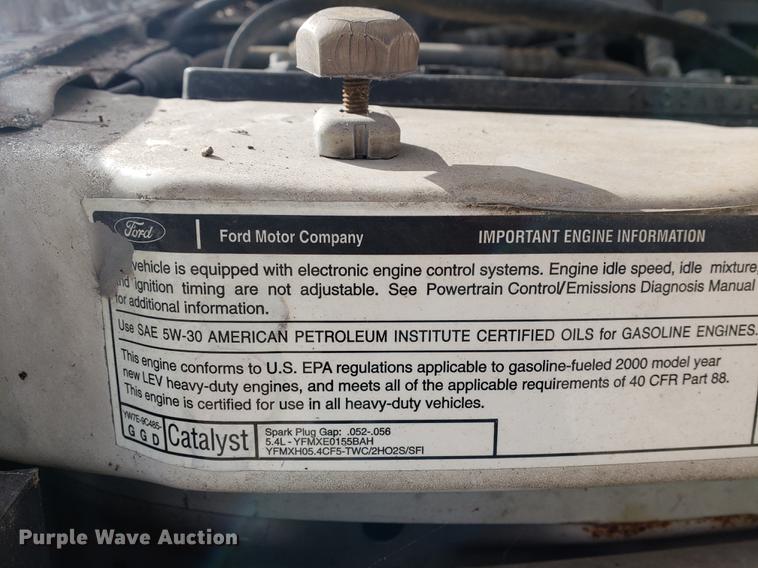 Ford
Ford Motor Company
IMPORTANT ENGINE INFORMATION
vehicle is equipped with electronic engine control systems. Engine idle speed, idle mixture,
and ignition timing are not adjustable. See Powertrain Control/Emissions Diagnosis Manual
for additional information.
Use SAE 5W-30 AMERICAN PETROLEUM INSTITUTE CERTIFIED OILS for GASOLINE ENGINES.
This engine conforms to U.S. EPA regulations applicable to gasoline-fueled 2000 model year
new LEV heavy-duty engines, and meets all of the applicable requirements of 40 CFR Part 88.
This engine is certified for use in all heavy-duty vehicles.
YW7E-9C485-
G G D
Catalyst
Spark Plug Gap: .052-.056
5.4L - YFMXE0155BAH
YFMXH05.4CF5-TWC/2HO2S/SFI
Purple Wave Auction